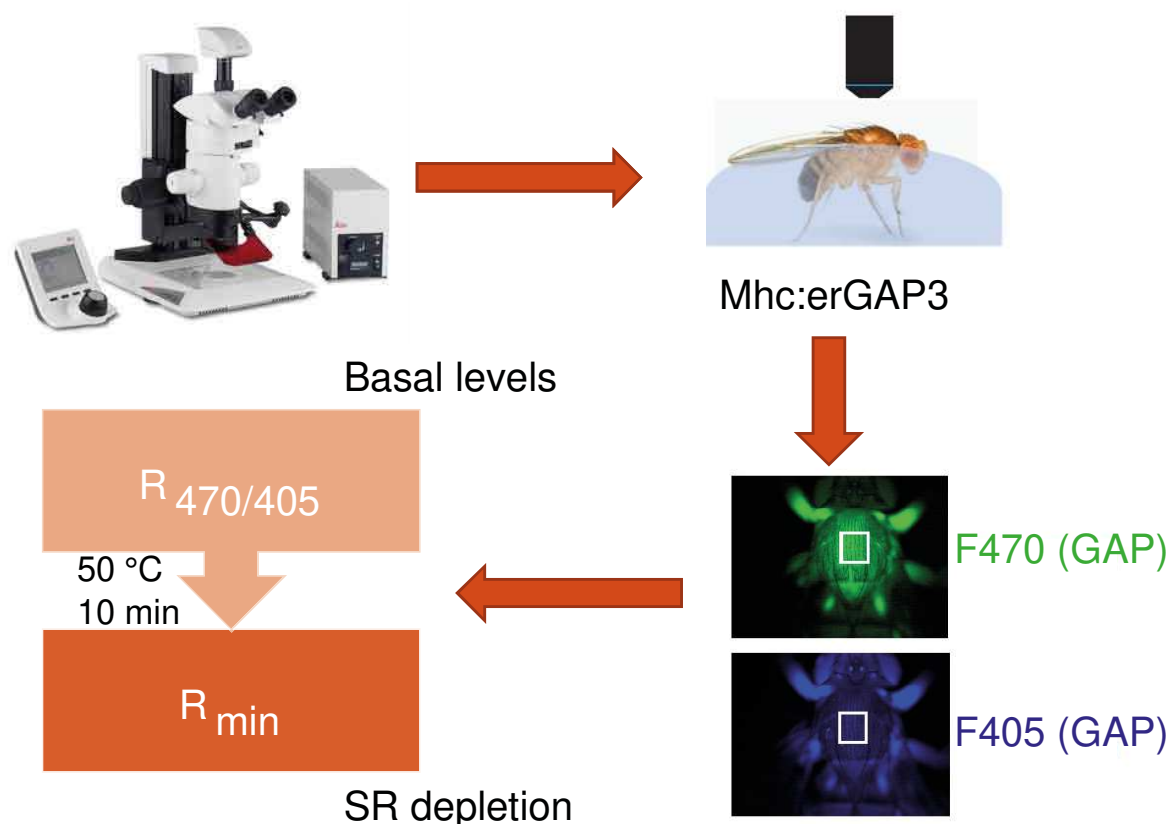 Mhc:erGAP3
Basal levels
R 470/405
50 °C
10 min
R min
SR depletion
F470 (GAP)
F405 (GAP)